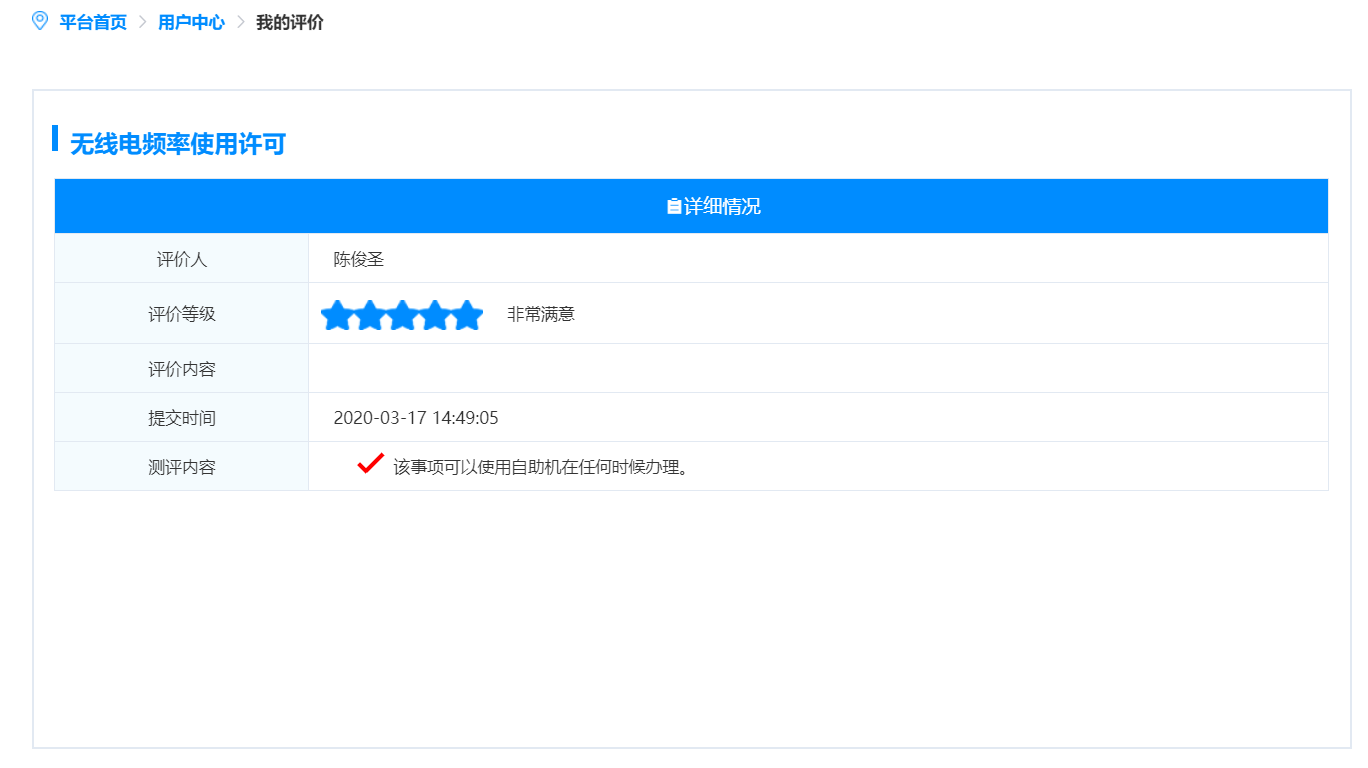 平台首页 > 用户中心 > 我的评价
无线电频率使用许可
详细情况
评价人 陈俊圣
评价等级 非常满意
评价内容
提交时间 2020-03-17 14:49:05
测评内容 该事项可以使用自助机在任何时候办理。